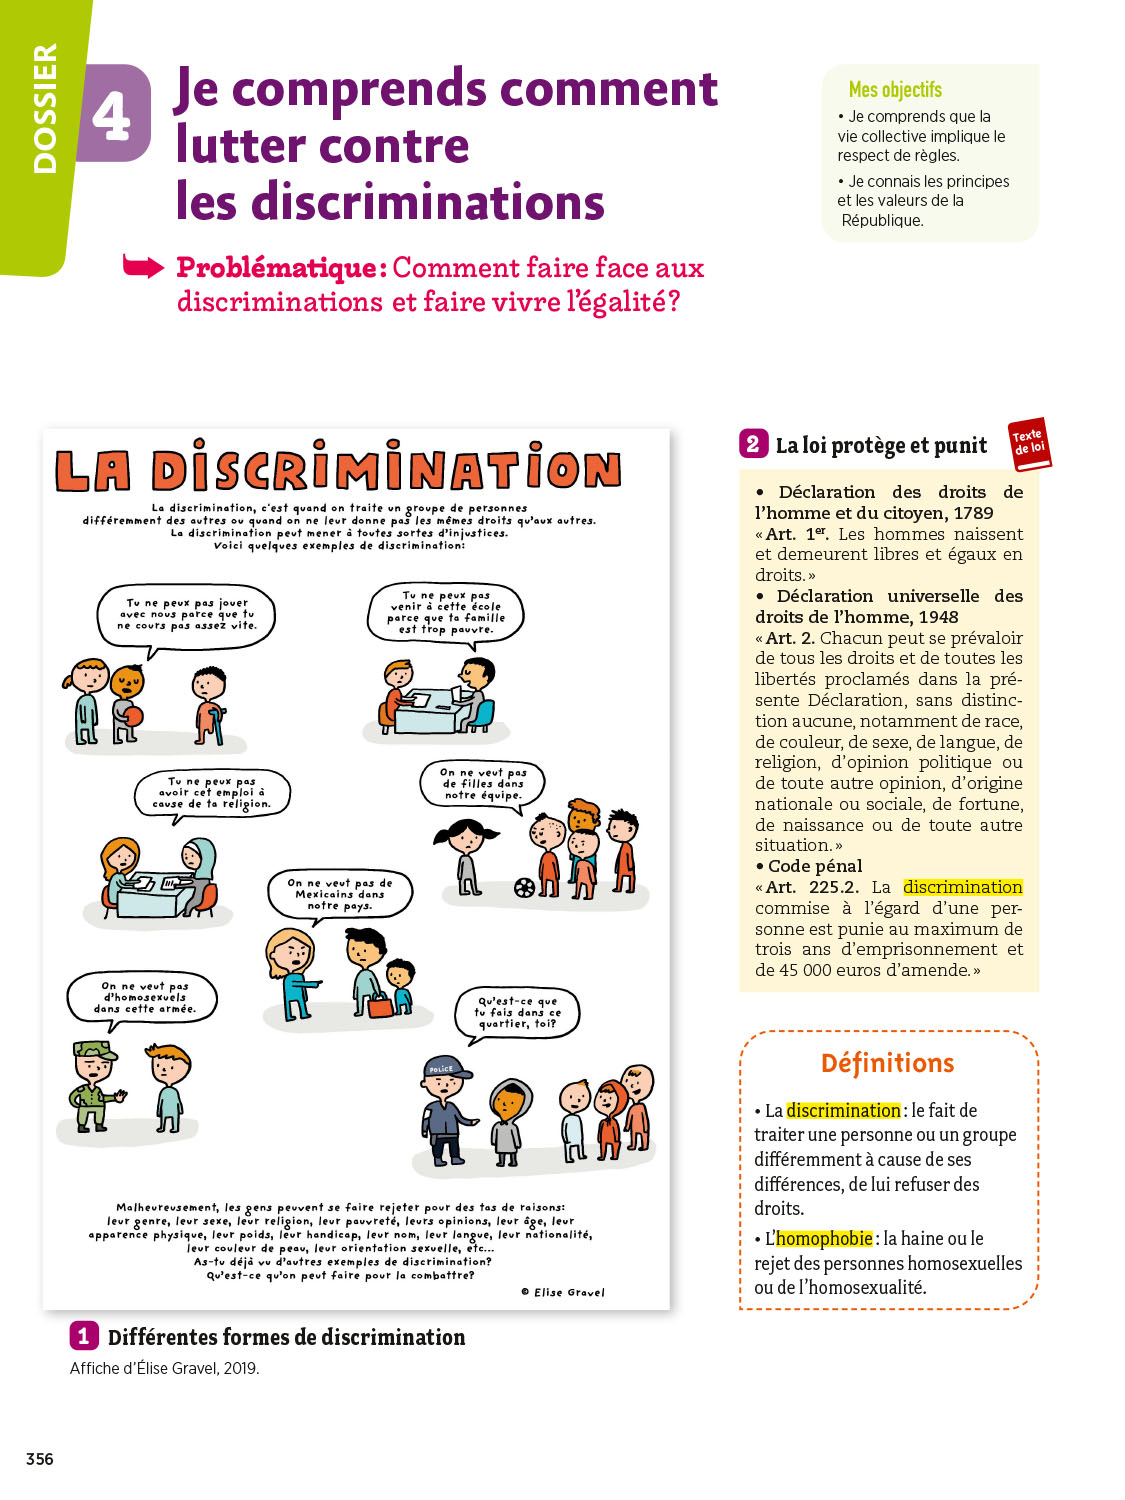 DOSSIER
4
Je comprends comment
lutter contre
les discriminations
Problématique : Comment faire face aux
discriminations et faire vivre l'égalité ?
Mes objectifs
• Je comprends que la
vie collective implique le
respect de règles.
• Je connais les principes
et les valeurs de la
République.
LA DISCRIMINATION
La discrimination, c'est quand on traite un groupe de personnes
différemment des autres ou quand on ne leur donne pas les mêmes droits qu'aux autres.
La discrimination peut mener à toutes sortes d'injustices.
Voici quelques exemples de discrimination:
Tu ne peux pas jouer
avec nous parce que tu
ne cours pas assez vite.
Tu ne peux pas
venir à cette école
parce que ta famille
est trop pauvre.
Tu ne peux pas
avoir cet emploi à
cause de ta religion.
On ne veut pas
de filles dans
notre équipe.
On ne veut pas de
Mexicains dans
notre pays.
On ne veut pas
d'homosexuels
dans cette armée.
Qu'est-ce que
tu fais dans ce
quartier, toi?
POLICE
Malheureusement, les gens peuvent se faire rejeter pour des tas de raisons:
leur genre, leur sexe, leur religion, leur pauvreté, leurs opinions, leur âge, leur
apparence physique, leur poids, leur handicap, leur nom, leur langue, leur nationalité,
leur couleur de peau, leur orientation sexuelle, etc...
As-tu déjà vu d'autres exemples de discrimination?
Qu'est-ce qu'on peut faire pour la combattre?
© Elise Gravel
1 Différentes formes de discrimination
Affiche d'Élise Gravel, 2019.
2 La loi protège et punit
Texte
de loi
• Déclaration des droits de
l'homme et du citoyen, 1789
« Art. 1er. Les hommes naissent
et demeurent libres et égaux en
droits. »
• Déclaration universelle des
droits de l'homme, 1948
« Art. 2. Chacun peut se prévaloir
de tous les droits et de toutes les
libertés proclamés dans la pré-
sente Déclaration, sans distinc-
tion aucune, notamment de race,
de couleur, de sexe, de langue, de
religion, d'opinion politique ou
de toute autre opinion, d'origine
nationale ou sociale, de fortune,
de naissance ou de toute autre
situation. »
• Code pénal
« Art. 225.2. La discrimination
commise à l'égard d'une per-
sonne est punie au maximum de
trois ans d'emprisonnement et
de 45 000 euros d'amende. »
Définitions
• La discrimination : le fait de
traiter une personne ou un groupe
différemment à cause de ses
différences, de lui refuser des
droits.
• L'homophobie : la haine ou le
rejet des personnes homosexuelles
ou de l'homosexualité.
356